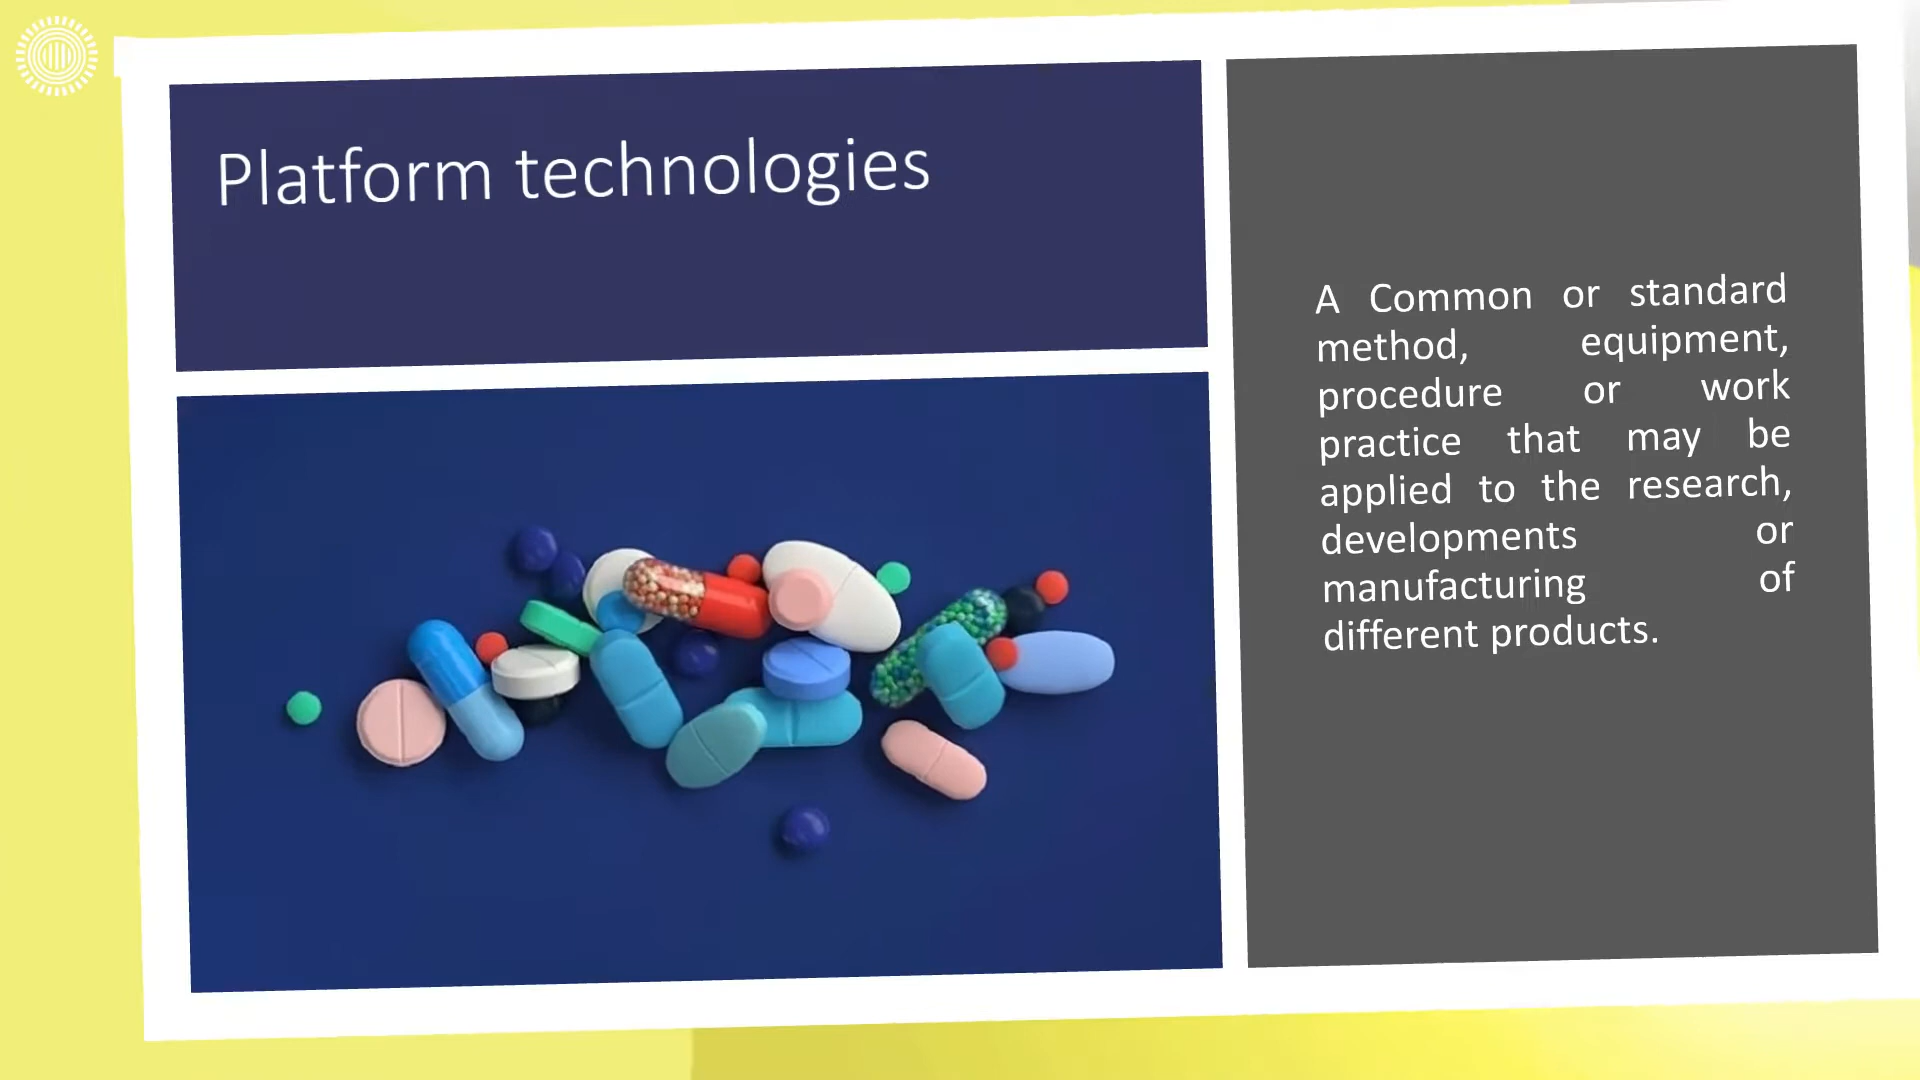 Platform technologies
A Common or standard
method, equipment,
procedure or work
practice that may be
applied to the research,
developments or
manufacturing of
different products.